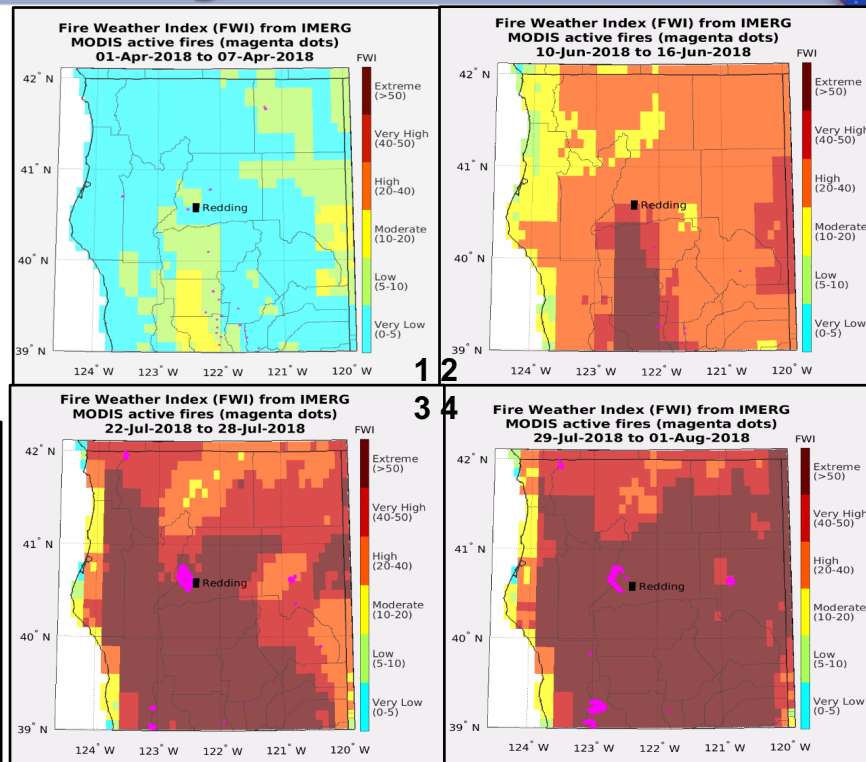 Fire Weather Index (FWI) from IMERG
MODIS active fires (magenta dots)
01-Apr-2018 to 07-Apr-2018
FWI
42° N
41° N
40° N
39° N
124° W 123° W 122° W 121° W 120° W
Redding
Extreme
(>50)
Very High
(40-50)
High
(20-40)
Moderate
(10-20)
Low
(5-10)
Very Low
(0-5)
1
Fire Weather Index (FWI) from IMERG
MODIS active fires (magenta dots)
10-Jun-2018 to 16-Jun-2018
FWI
42° N
41° N
40° N
39° N
124° W 123° W 122° W 121° W 120° W
Redding
Extreme
(>50)
Very High
(40-50)
High
(20-40)
Moderate
(10-20)
Low
(5-10)
Very Low
(0-5)
2
Fire Weather Index (FWI) from IMERG
MODIS active fires (magenta dots)
22-Jul-2018 to 28-Jul-2018
FWI
42° N
41° N
40° N
39° N
124° W 123° W 122° W 121° W 120° W
Redding
Extreme
(>50)
Very High
(40-50)
High
(20-40)
Moderate
(10-20)
Low
(5-10)
Very Low
(0-5)
3
4
Fire Weather Index (FWI) from IMERG
MODIS active fires (magenta dots)
29-Jul-2018 to 01-Aug-2018
FWI
42° N
41° N
40° N
39° N
124° W 123° W 122° W 121° W 120° W
Redding
Extreme
(>50)
Very High
(40-50)
High
(20-40)
Moderate
(10-20)
Low
(5-10)
Very Low
(0-5)